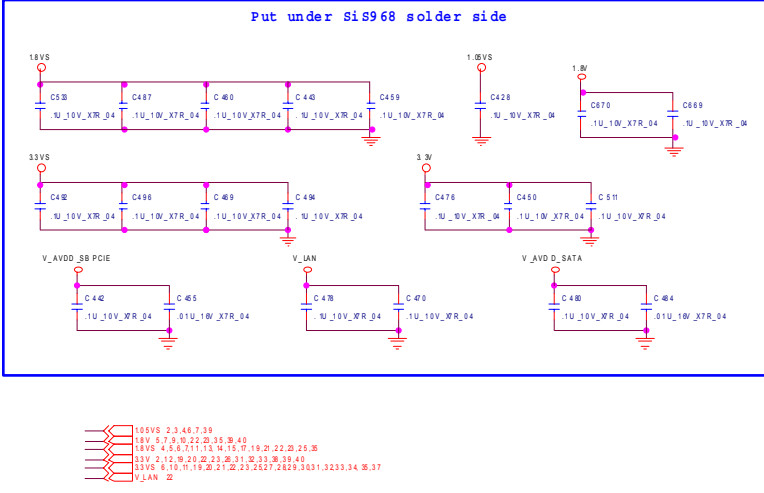 Put under SiS968 solder side
1.8VS 1.05VS 1.8V
C533 C487 C460 C443 C459 C428 C670 C669
.1U_10V_X7R_04 .1U_10V_X7R_04 .1U_10V_X7R_04 .1U_10V_X7R_04 .1U_10V_X7R_04 .1U_10V_X7R_04 .1U_10V_X7R_04 .1U_10V_X7R_04
3.3VS 3.3V
C492 C496 C469 C494 C476 C450 C511
.1U_10V_X7R_04 .1U_10V_X7R_04 .1U_10V_X7R_04 .1U_10V_X7R_04 .1U_10V_X7R_04 .1U_10V_X7R_04 .1U_10V_X7R_04
V_AVDD_SBPCIE V_LAN V_AVDD_SATA
C442 C455 C478 C470 C480 C484
.1U_10V_X7R_04 .01U_16V_X7R_04 .1U_10V_X7R_04 .1U_10V_X7R_04 .1U_10V_X7R_04 .01U_16V_X7R_04
1.05VS 2,3,4,6,7,39
1.8V 5,7,9,10,22,23,35,39,40
1.8VS 4,5,6,7,11,13,14,15,17,19,21,22,23,25,35
3.3V 2,12,19,20,22,23,26,31,32,33,38,39,40
3.3VS 6,10,11,19,20,21,22,23,25,27,28,29,30,31,32,33,34,35,37
V_LAN 22